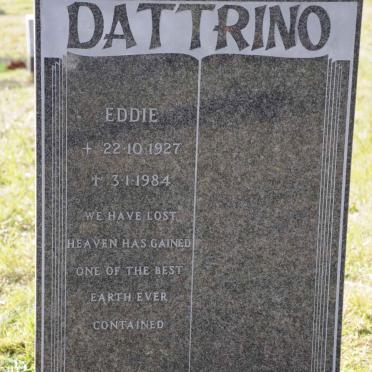 DATTRINO
EDDIE
+ 22·10·1927
+ 3·1·1984
WE HAVE LOST
HEAVEN HAS GAINED
ONE OF THE BEST
EARTH EVER
CONTAINED